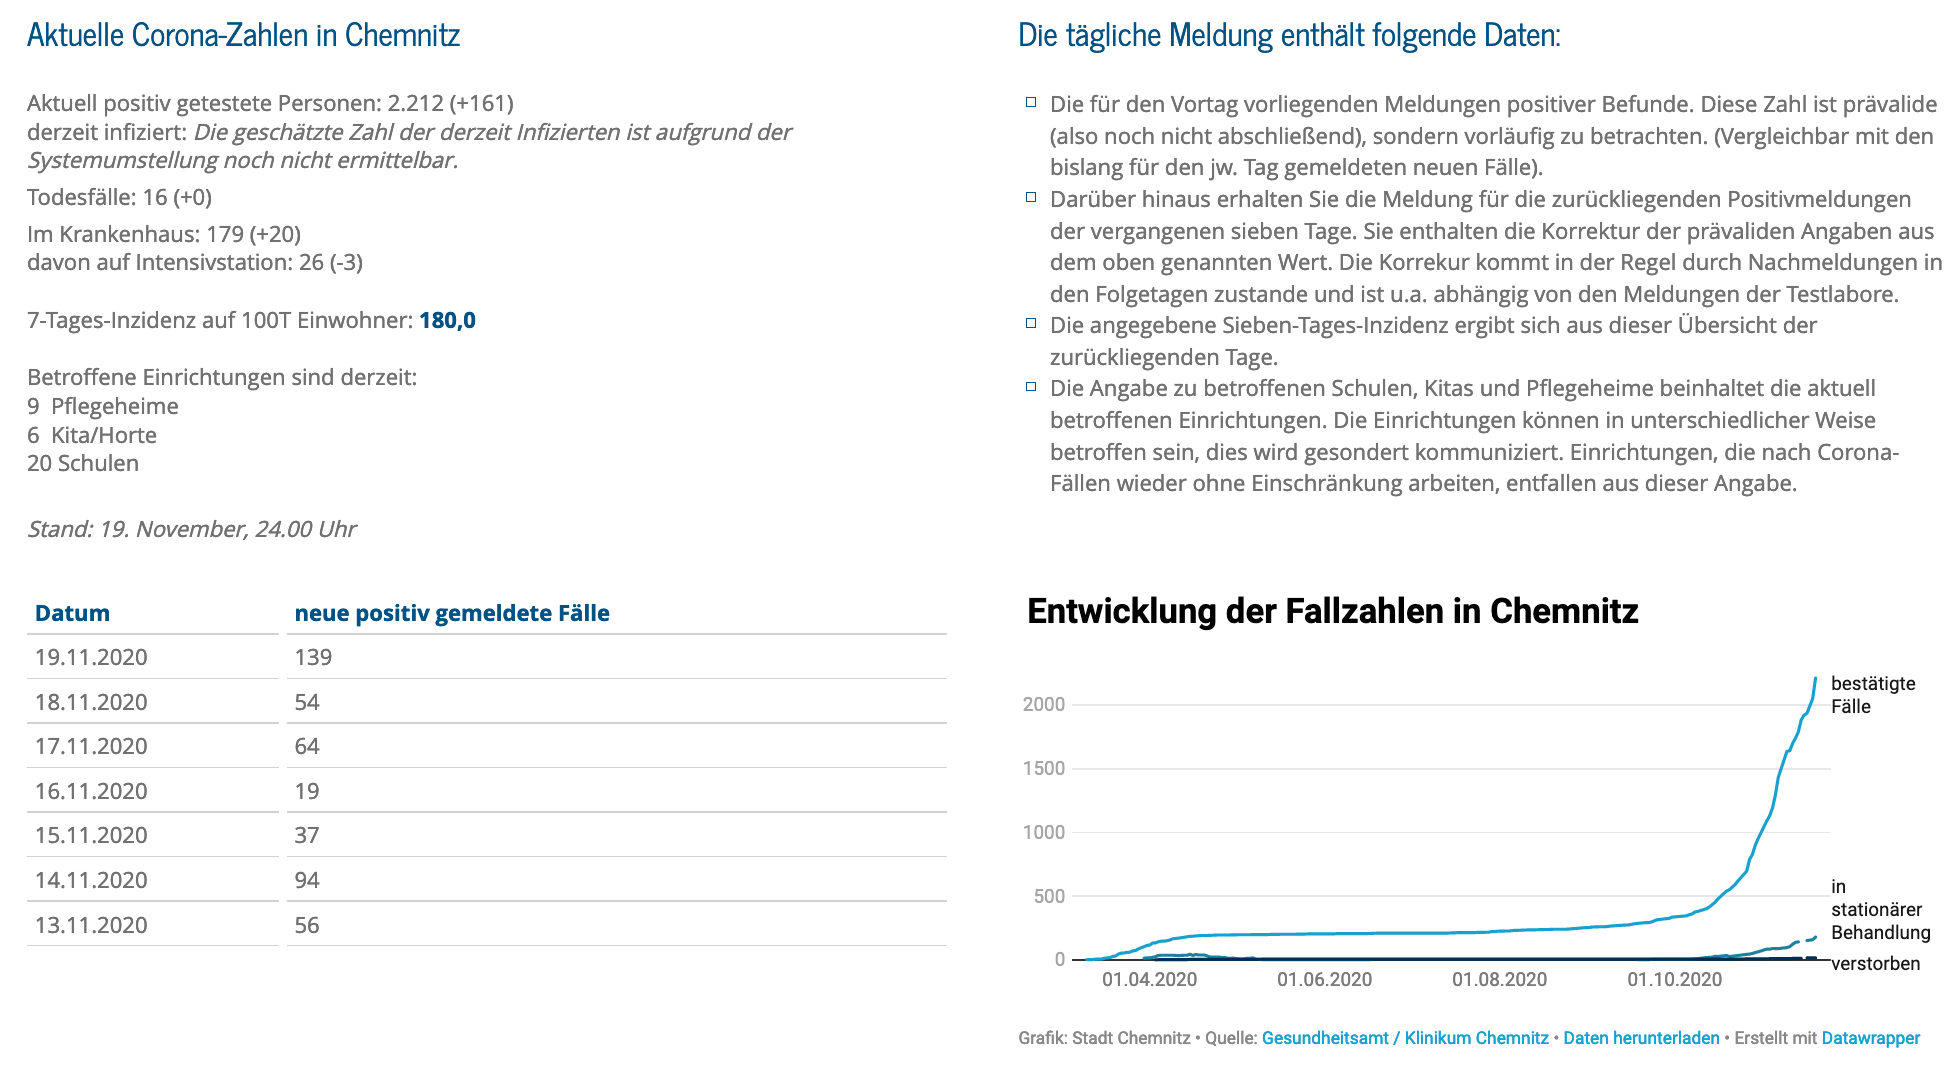 Aktuelle Corona-Zahlen in Chemnitz
Aktuell positiv getestete Personen: 2.212 (+161)
derzeit infiziert: Die geschätzte Zahl der derzeit Infizierten ist aufgrund der
Systemumstellung noch nicht ermittelbar.
Todesfälle: 16 (+0)
Im Krankenhaus: 179 (+20)
davon auf Intensivstation: 26 (-3)
7-Tages-Inzidenz auf 100T Einwohner: 180,0
Betroffene Einrichtungen sind derzeit:
9 Pflegeheime
6 Kita/Horte
20 Schulen
Stand: 19. November, 24.00 Uhr
Datum neue positiv gemeldete Fälle
19.11.2020 139
18.11.2020 54
17.11.2020 64
16.11.2020 19
15.11.2020 37
14.11.2020 94
13.11.2020 56
Die tägliche Meldung enthält folgende Daten:
Die für den Vortag vorliegenden Meldungen positiver Befunde. Diese Zahl ist prävalide
(also noch nicht abschließend), sondern vorläufig zu betrachten. (Vergleichbar mit den
bislang für den jw. Tag gemeldeten neuen Fälle).
Darüber hinaus erhalten Sie die Meldung für die zurückliegenden Positivmeldungen
der vergangenen sieben Tage. Sie enthalten die Korrektur der prävaliden Angaben aus
dem oben genannten Wert. Die Korrekur kommt in der Regel durch Nachmeldungen in
den Folgetagen zustande und ist u.a. abhängig von den Meldungen der Testlabore.
Die angegebene Sieben-Tages-Inzidenz ergibt sich aus dieser Übersicht der
zurückliegenden Tage.
Die Angabe zu betroffenen Schulen, Kitas und Pflegeheime beinhaltet die aktuell
betroffenen Einrichtungen. Die Einrichtungen können in unterschiedlicher Weise
betroffen sein, dies wird gesondert kommuniziert. Einrichtungen, die nach Corona-
Fällen wieder ohne Einschränkung arbeiten, entfallen aus dieser Angabe.
Entwicklung der Fallzahlen in Chemnitz
bestätigte
Fälle
2000
1500
1000
500
in
stationärer
Behandlung
0
verstorben
01.04.2020 01.06.2020 01.08.2020 01.10.2020
Grafik: Stadt Chemnitz • Quelle: Gesundheitsamt / Klinikum Chemnitz • Daten herunterladen • Erstellt mit Datawrapper